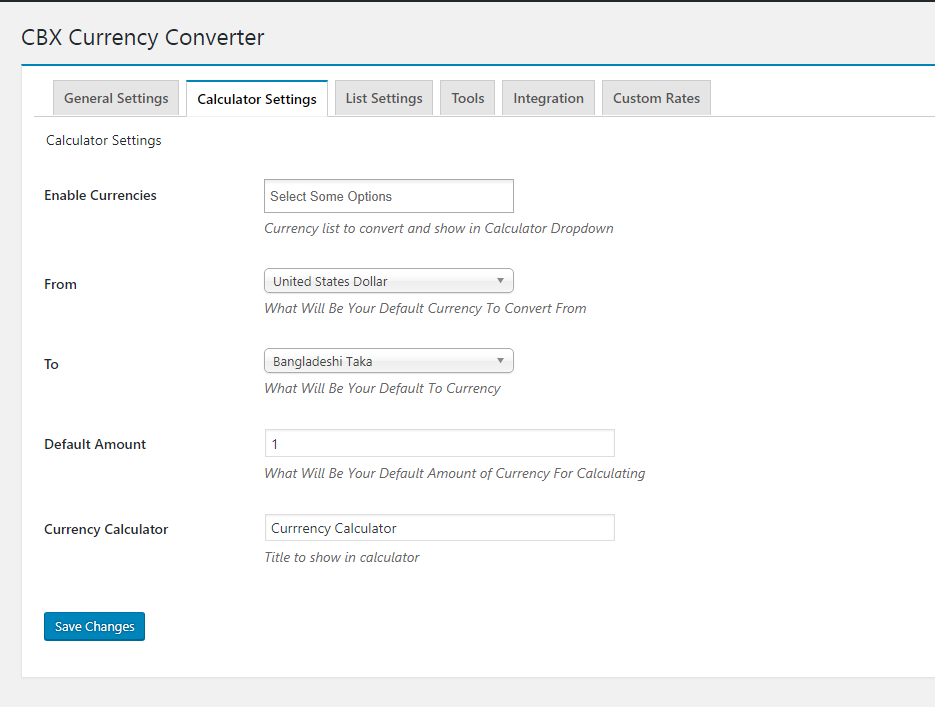 CBX Currency Converter
General Settings Calculator Settings List Settings Tools Integration Custom Rates
Calculator Settings
Enable Currencies Select Some Options
Currency list to convert and show in Calculator Dropdown
From United States Dollar
What Will Be Your Default Currency To Convert From
To Bangladeshi Taka
What Will Be Your Default To Currency
Default Amount 1
What Will Be Your Default Amount of Currency For Calculating
Currency Calculator Currrency Calculator
Title to show in calculator
Save Changes